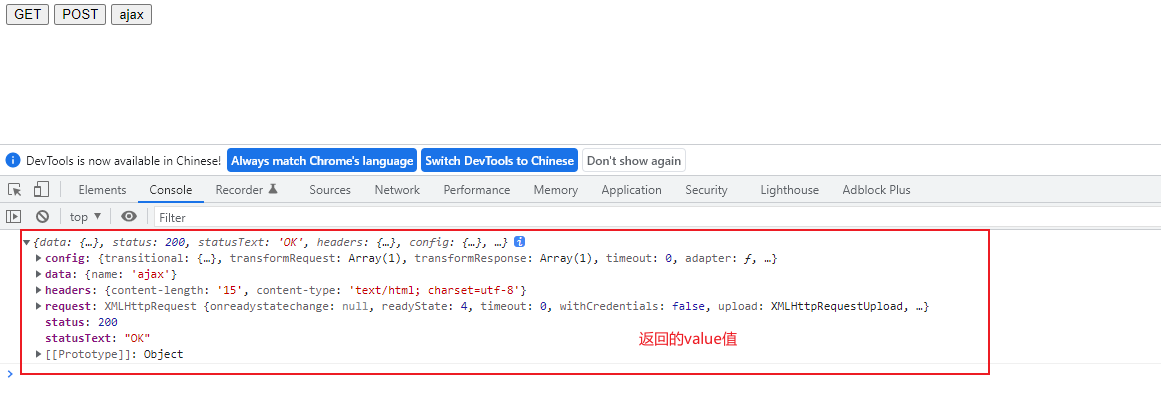 GET POST ajax
DevTools is now available in Chinese! Always match Chrome's language Switch DevTools to Chinese Don't show again
Elements Console Recorder Sources Network Performance Memory Application Security Lighthouse Adblock Plus
top ▼ Filter
▼{data: {…}, status: 200, statusText: 'OK', headers: {…}, config: {…}, …} i
▶config: {transitional: {…}, transformRequest: Array(1), transformResponse: Array(1), timeout: 0, adapter: ƒ, …}
▶data: {name: 'ajax'}
▶headers: {content-length: '15', content-type: 'text/html; charset=utf-8'}
▶request: XMLHttpRequest {onreadystatechange: null, readyState: 4, timeout: 0, withCredentials: false, upload: XMLHttpRequestUpload, …}
status: 200
statusText: "OK"
返回的value值
▶[[Prototype]]: Object
>